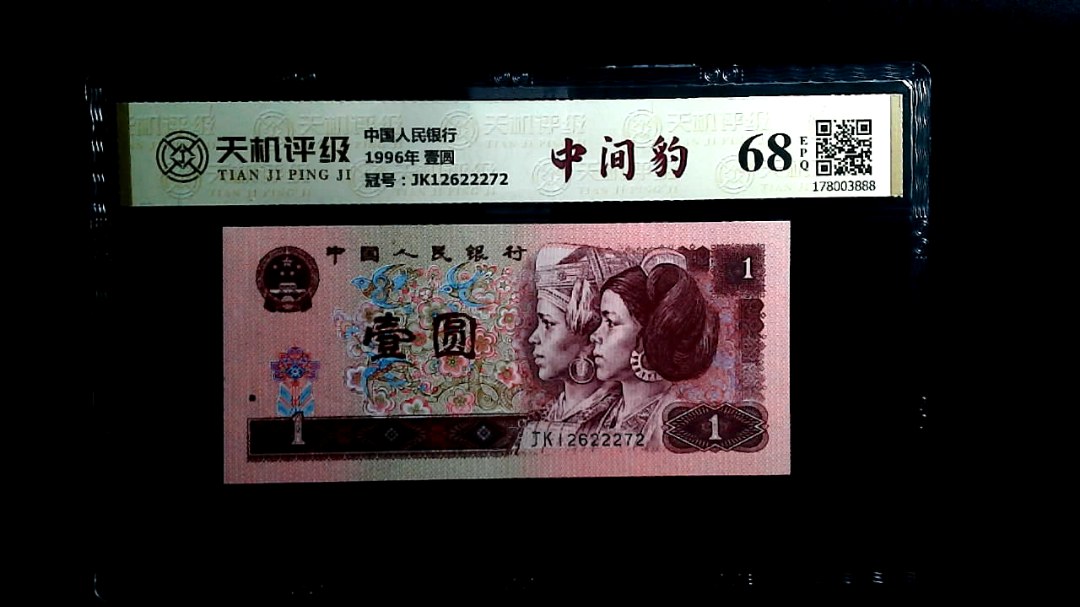 天机评级
TIAN JI PING JI
中国人民银行
1996年 壹圆
冠号：JK12622272
中间豹
68
EPQ
178003888
中国人民银行
1
壹圆
1
JK12622272
1